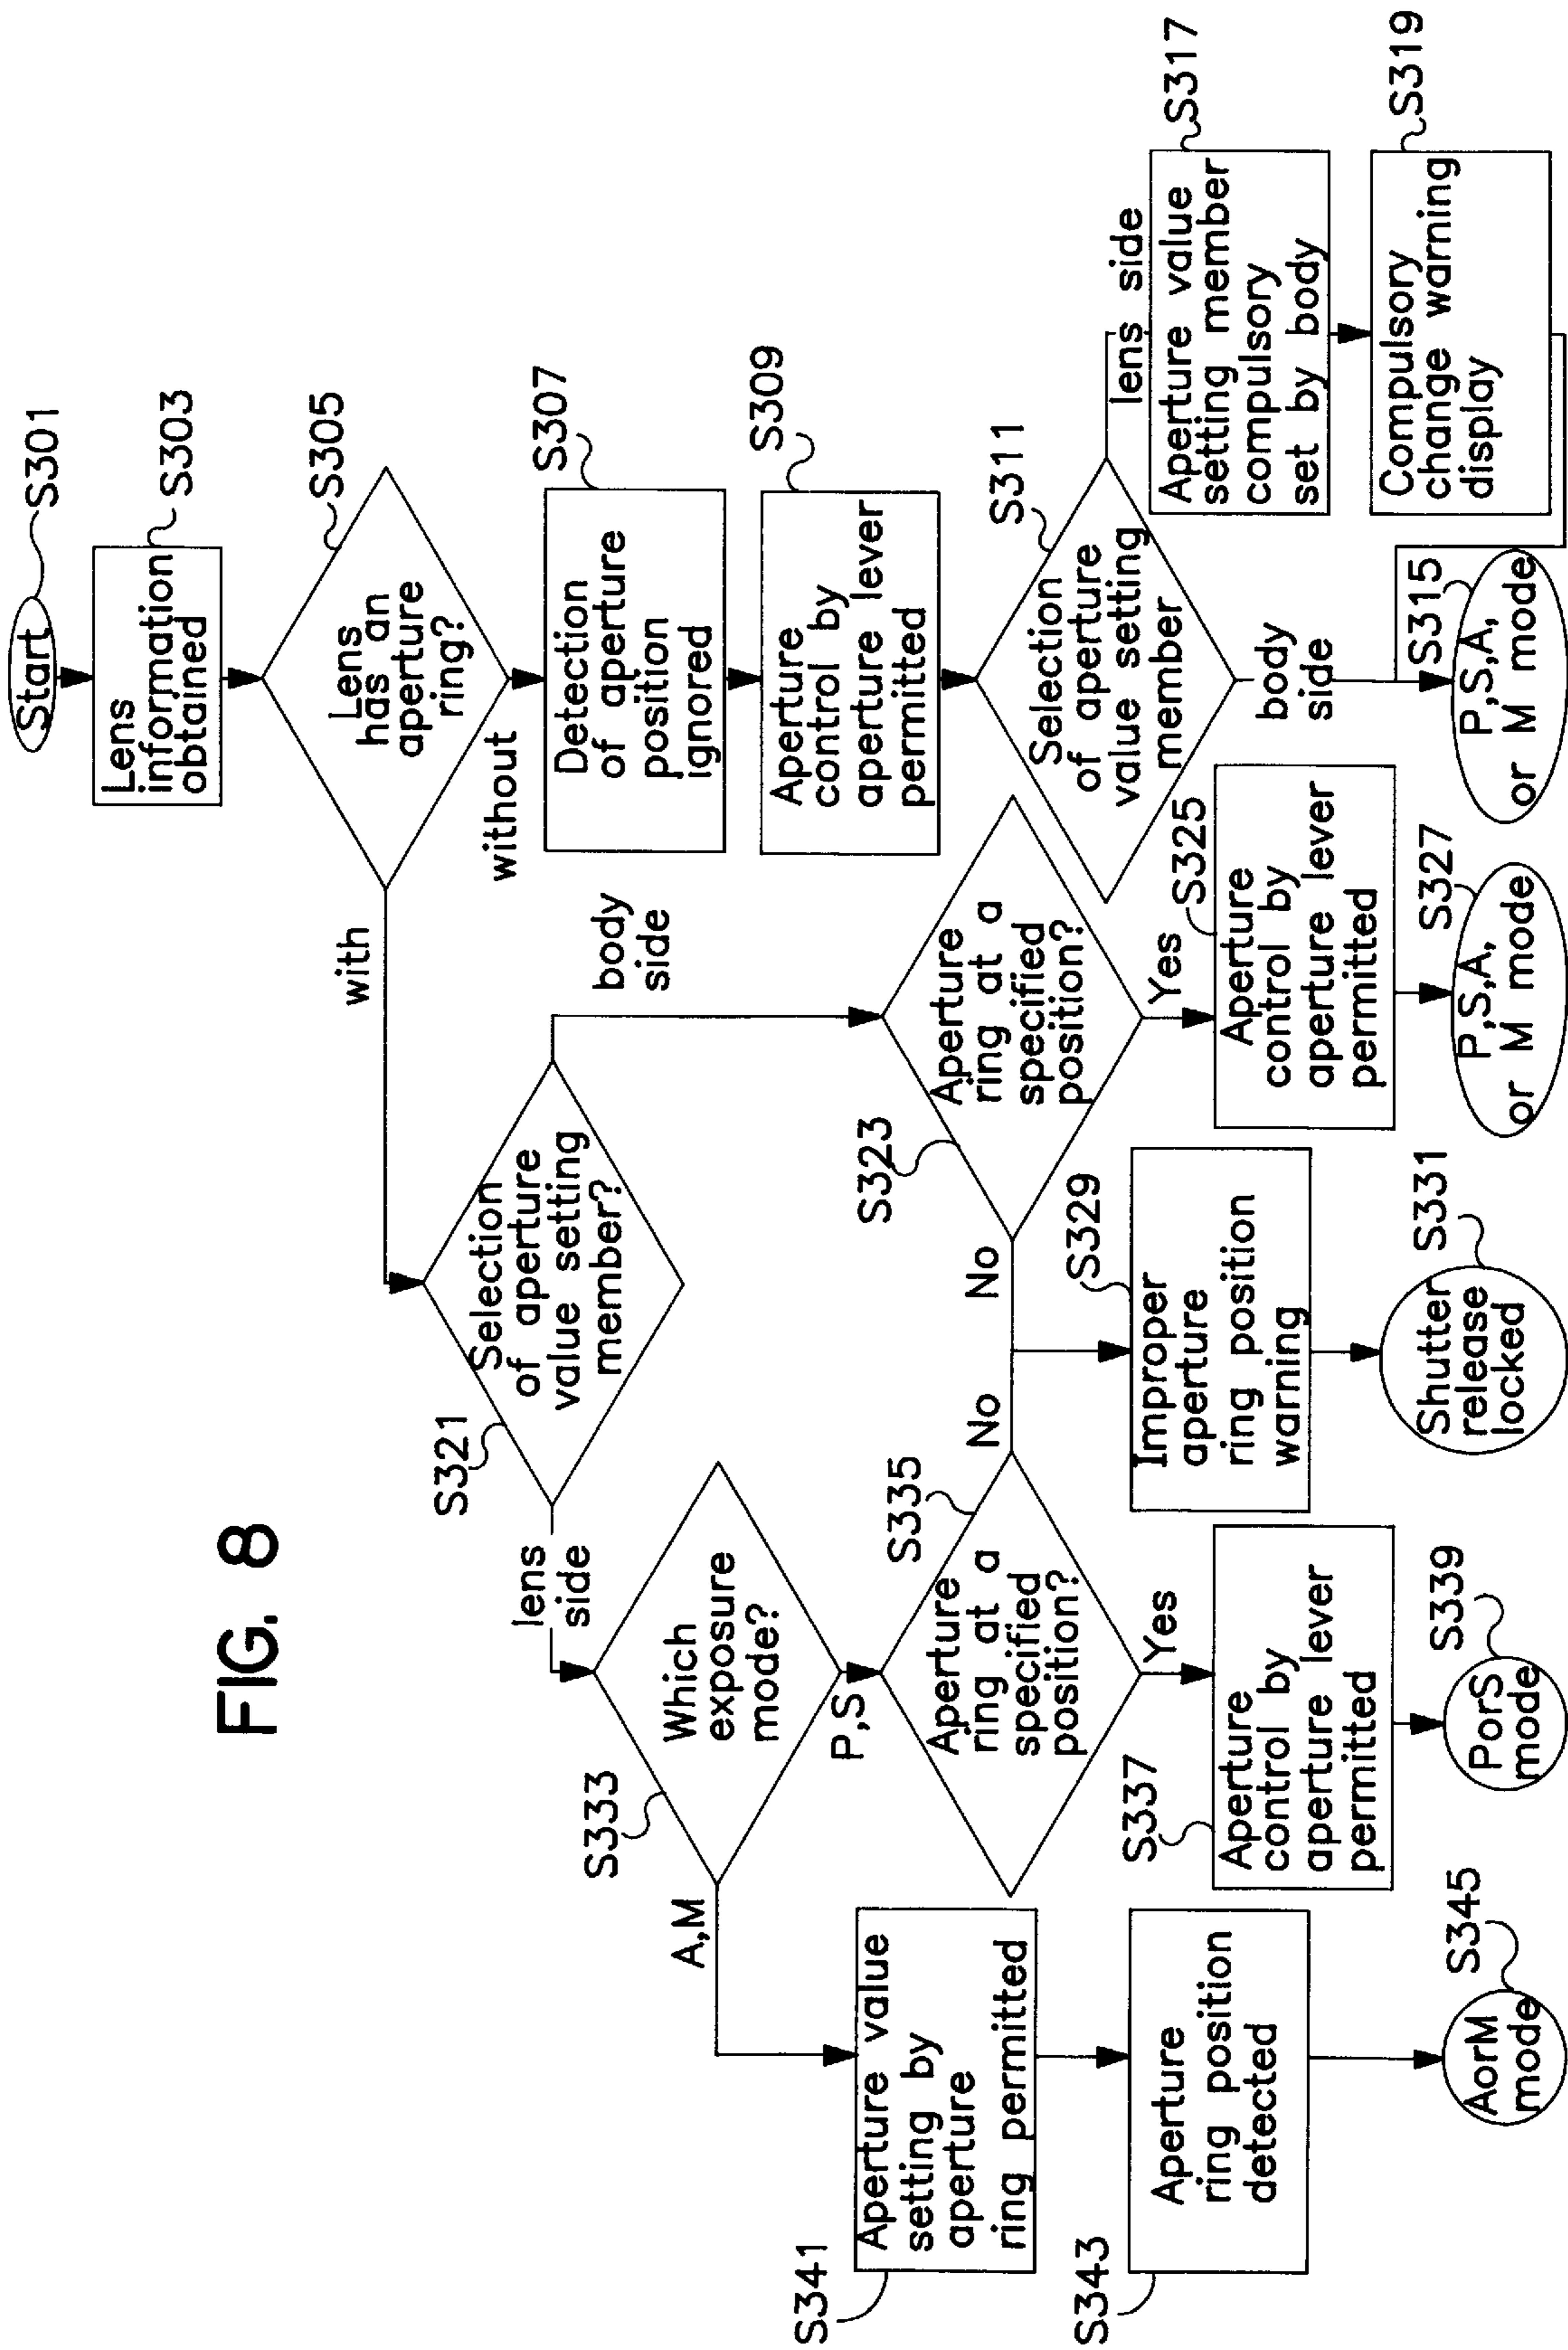 FIG. 8
Start
S301
Lens
information
obtained
S303
Lens
has an
aperture
ring?
S305
with
without
Detection
of aperture
position
ignored
S307
Aperture
control by
aperture lever
permitted
S309
Selection
of aperture
value setting
member
S311
lens side
body
side
Aperture value
setting member
compulsory
set by body
S317
Compulsory
change warning
display
S319
P,S,A,
or M mode
S315
Selection
of aperture
value setting
member?
S321
body
side
lens
side
Aperture
ring at a
specified
position?
S323
Yes
No
Aperture
control by
aperture lever
permitted
S325
P,S,A,
or M mode
S327
Improper
aperture
ring position
warning
S329
Shutter
release
locked
S331
Which
exposure
mode?
S333
A,M
P,S
Aperture
ring at a
specified
position?
S335
No
Yes
Aperture
control by
aperture lever
permitted
S337
PorS
mode
S339
Aperture value
setting by
aperture
ring permitted
S341
Aperture
ring position
detected
S343
AorM
mode
S345